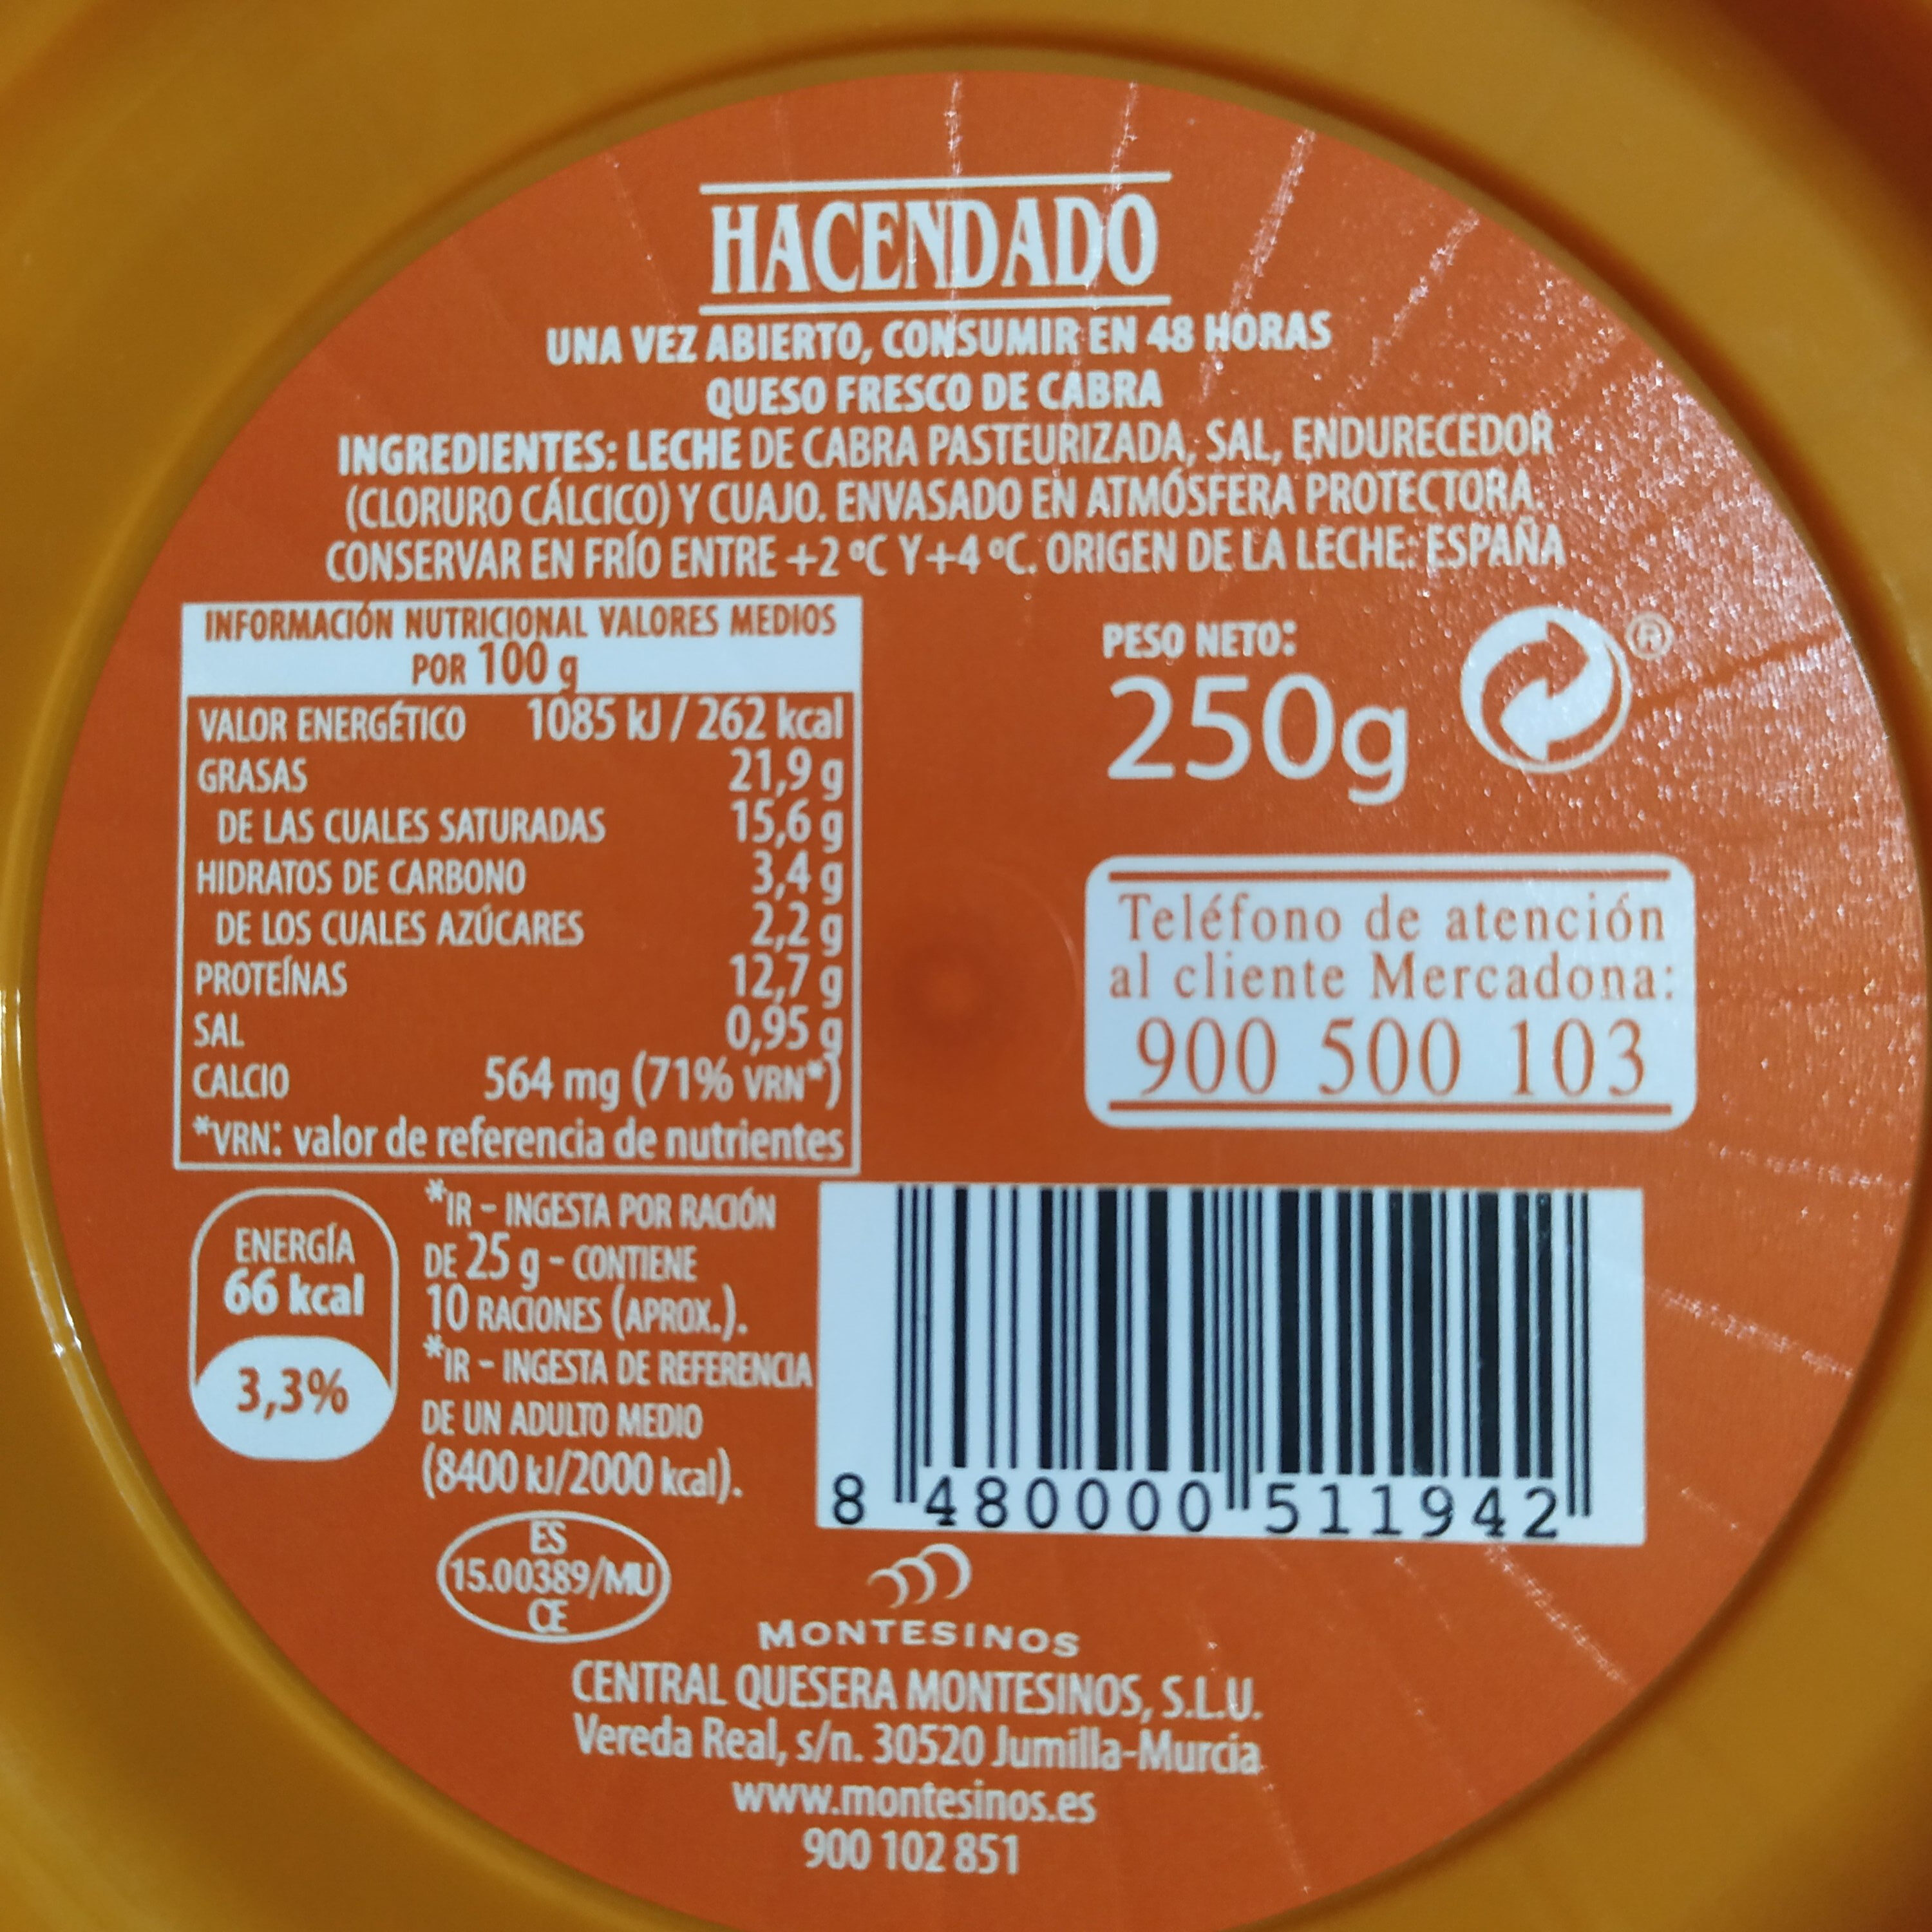 HACENDADO
UNA VEZ ABIERTO, CONSUMIR EN 48 HORAS
QUESO FRESCO DE CABRA
INGREDIENTES: LECHE DE CABRA PASTEURIZADA, SAL, ENDURECEDOR
(CLORURO CÁLCICO) Y CUAJO. ENVASADO EN ATMÓSFERA PROTECTORA.
CONSERVAR EN FRÍO ENTRE +2 ºC Y+4 ºC. ORIGEN DE LA LECHE: ESPAÑA
INFORMACIÓN NUTRICIONAL VALORES MEDIOS
POR 100 g
VALOR ENERGÉTICO 1085 kJ / 262 kcal
GRASAS 21,9 g
DE LAS CUALES SATURADAS 15,6 g
HIDRATOS DE CARBONO 3,4 g
DE LOS CUALES AZÚCARES 2,2 g
PROTEÍNAS 12,7 g
SAL 0,95 g
CALCIO 564 mg (71% VRN*)
*VRN: valor de referencia de nutrientes
PESO NETO:
250g
®
Teléfono de atención
al cliente Mercadona:
900 500 103
ENERGÍA
66 kcal
3,3%
*IR - INGESTA POR RACIÓN
DE 25 g - CONTIENE
10 RACIONES (APROX.).
*IR - INGESTA DE REFERENCIA
DE UN ADULTO MEDIO
(8400 kJ/2000 kcal).
8 480000 511942
ES
15.00389/MU
CE
MONTESINOS
CENTRAL QUESERA MONTESINOS, S.L.U.
Vereda Real, s/n. 30520 Jumilla-Murcia
www.montesinos.es
900 102 851